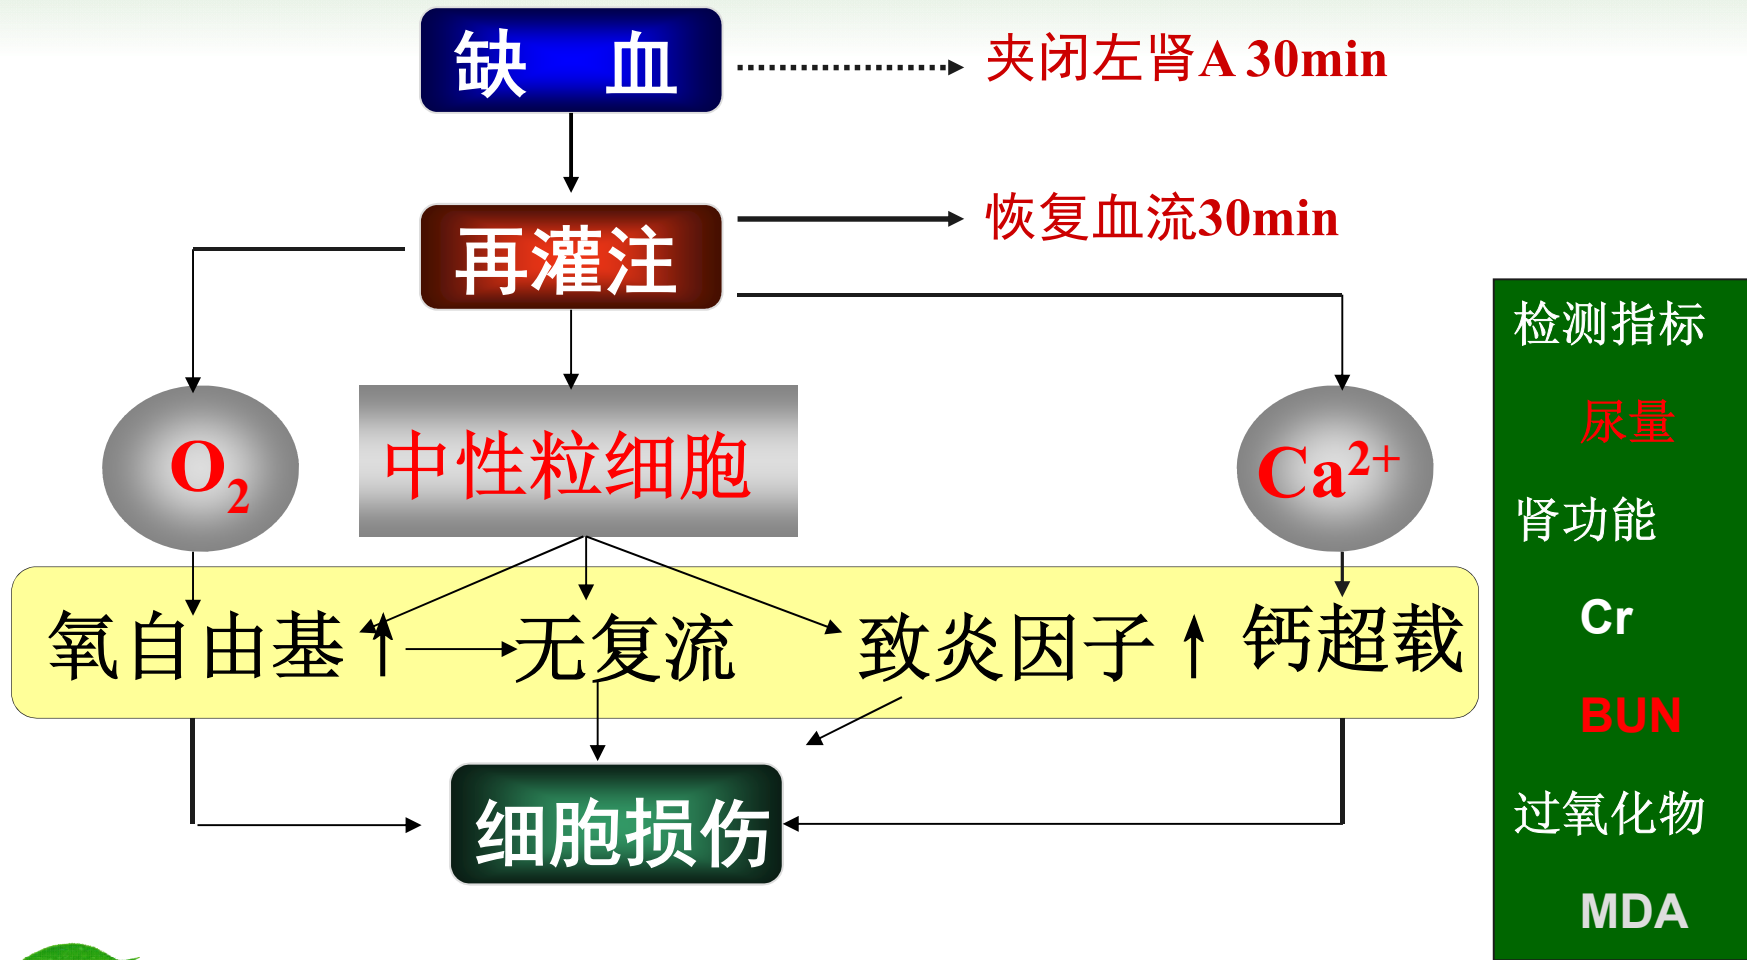 缺 血
夹闭左肾A 30min
再灌注
恢复血流30min
O₂
中性粒细胞
Ca²⁺
氧自由基↑
无复流
致炎因子↑
钙超载
细胞损伤
检测指标
尿量
肾功能
Cr
BUN
过氧化物
MDA